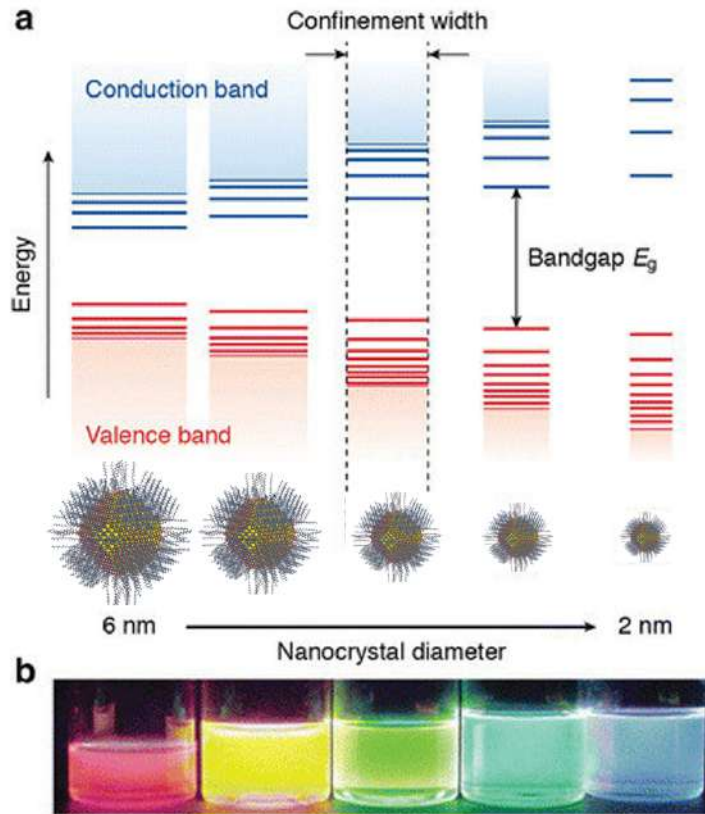 a
Confinement width
Conduction band
Energy
Bandgap Eg
Valence band
6 nm
2 nm
Nanocrystal diameter
b